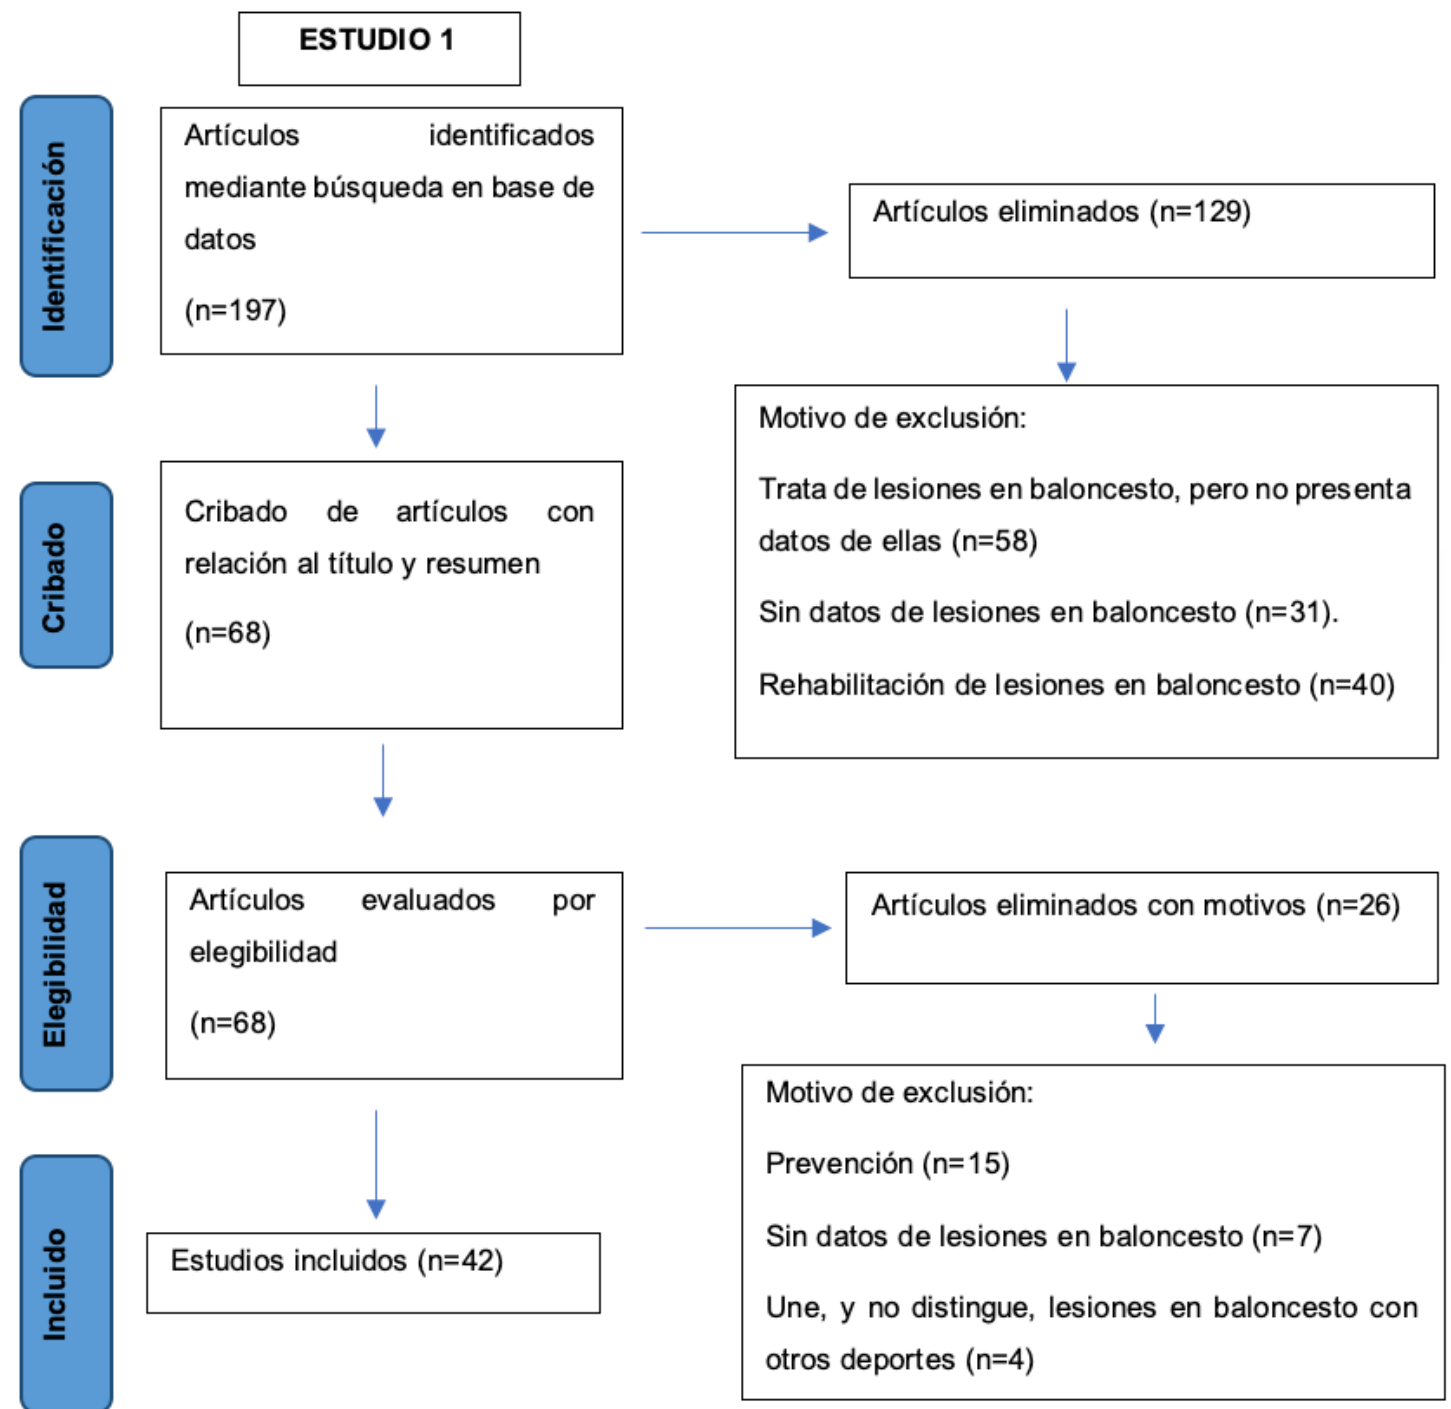 ESTUDIO 1
Identificación
Artículos identificados
mediante búsqueda en base de
datos
(n=197)
Artículos eliminados (n=129)
Motivo de exclusión:
Trata de lesiones en baloncesto, pero no presenta
datos de ellas (n=58)
Sin datos de lesiones en baloncesto (n=31).
Rehabilitación de lesiones en baloncesto (n=40)
Cribado
Cribado de artículos con
relación al título y resumen
(n=68)
Elegibilidad
Artículos evaluados por
elegibilidad
(n=68)
Artículos eliminados con motivos (n=26)
Motivo de exclusión:
Prevención (n=15)
Sin datos de lesiones en baloncesto (n=7)
Une, y no distingue, lesiones en baloncesto con
otros deportes (n=4)
Incluido
Estudios incluidos (n=42)